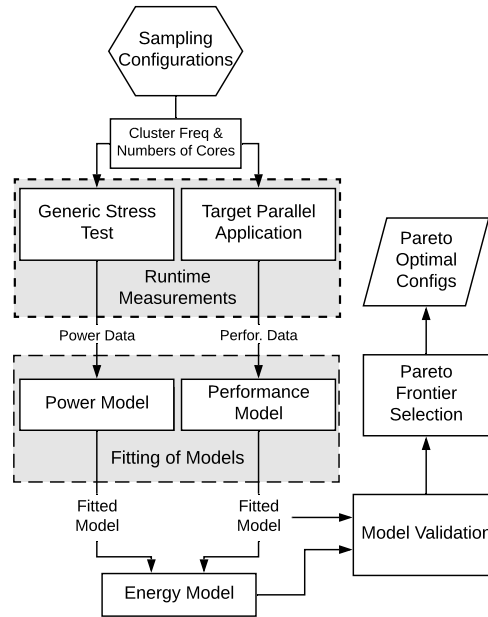 Sampling
Configurations
Cluster Freq &
Numbers of Cores
Generic Stress
Test
Target Parallel
Application
Runtime
Measurements
Power Data
Perfor. Data
Power Model
Performance
Model
Fitting of Models
Fitted
Model
Fitted
Model
Energy Model
Model Validation
Pareto
Frontier
Selection
Pareto
Optimal
Configs